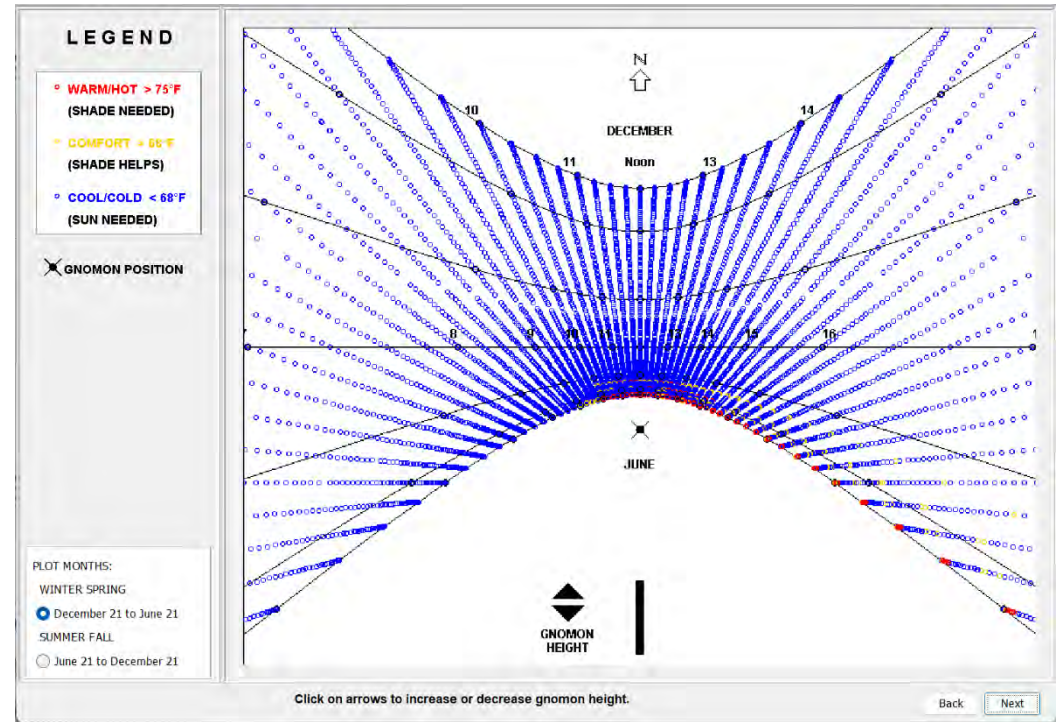 LEGEND
WARM/HOT > 75°F
(SHADE NEEDED)
COMFORT
(SHADE HELPS)
COOL/COLD < 68°F
(SUN NEEDED)
GNOMON POSITION
PLOT MONTHS:
WINTER SPRING
December 21 to June 21
SUMMER FALL
June 21 to December 21
N
DECEMBER
10
14
11
Noon
13
8
9
10
14
15
16
JUNE
GNOMON
HEIGHT
Click on arrows to increase or decrease gnomon height.
Back
Next